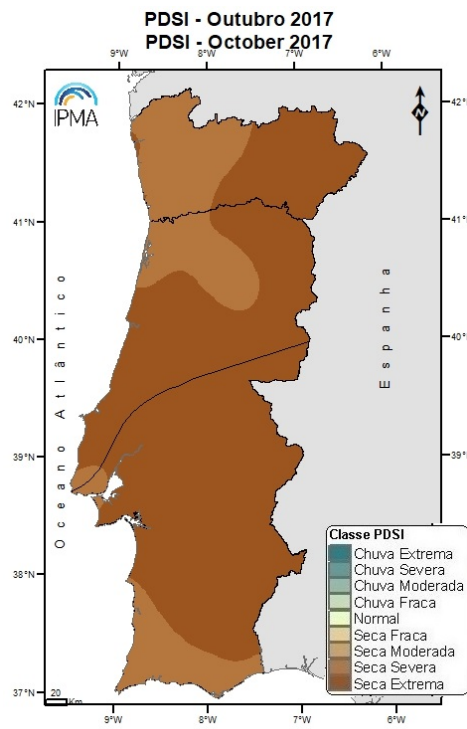 PDSI - Outubro 2017
PDSI - October 2017
9°W 8°W 7°W 6°W
IPMA
42°N 42°N
41°N 41°N
40°N 40°N
39°N 39°N
38°N 38°N
37°N 37°N
Oceano Atlântico
Espanha
Classe PDSI
Chuva Extrema
Chuva Severa
Chuva Moderada
Chuva Fraca
Normal
Seca Fraca
Seca Moderada
Seca Severa
Seca Extrema
20
Km
9°W 8°W 7°W 6°W